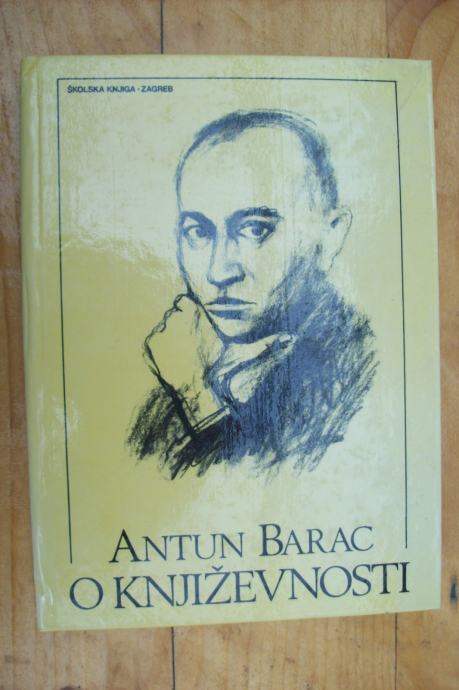 ŠKOLSKA KNJIGA - ZAGREB
ANTUN BARAC
O KNJIŽEVNOSTI